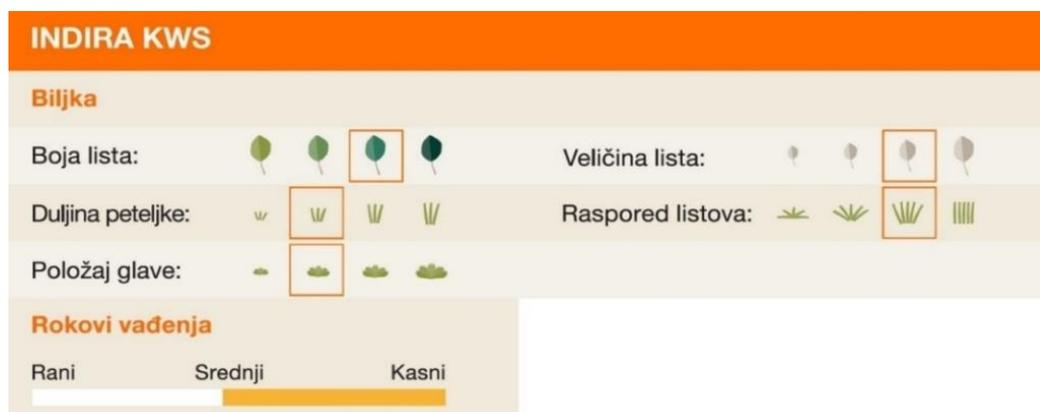 INDIRA KWS
Biljka
Boja lista:
Veličina lista:
Duljina peteljke:
Raspored listova:
Položaj glave:
Rokovi vađenja
Rani Srednji Kasni